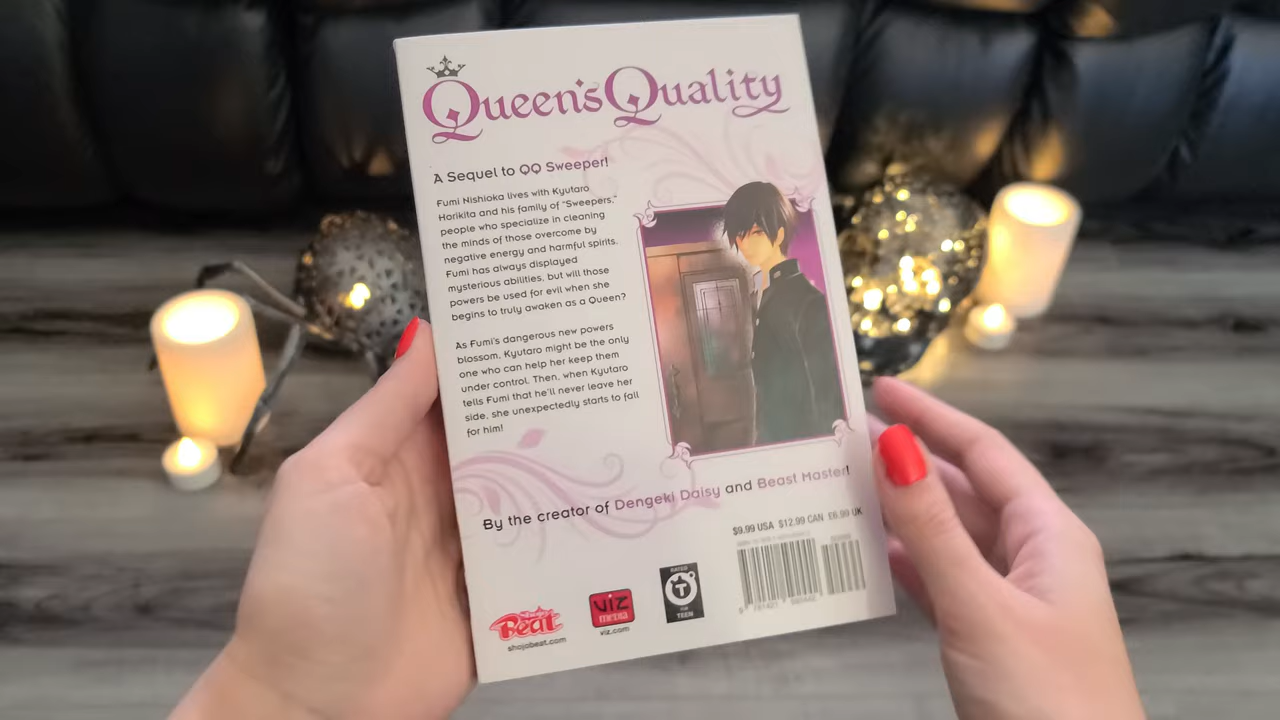 Queen's Quality
A Sequel to QQ Sweeper!
Fumi Nishioka lives with Kyutaro
Horikita and his family of "Sweepers,"
people who specialize in cleaning
the minds of those overcome by
negative energy and harmful spirits.
Fumi has always displayed
mysterious abilities, but will those
powers be used for evil when she
begins to truly awaken as a Queen?
As Fumi's dangerous new powers
blossom, Kyutaro might be the only
one who can help her keep them
under control. Then, when Kyutaro
tells Fumi that he'll never leave her
side, she unexpectedly starts to fall
for him!
By the creator of Dengeki Daisy and Beast Master!
$9.99 USA $12.99 CAN £6.99 UK
Shojo
Beat
shojobeat.com
VIZ
MEDIA
viz.com
RATED
T
FOR
TEEN